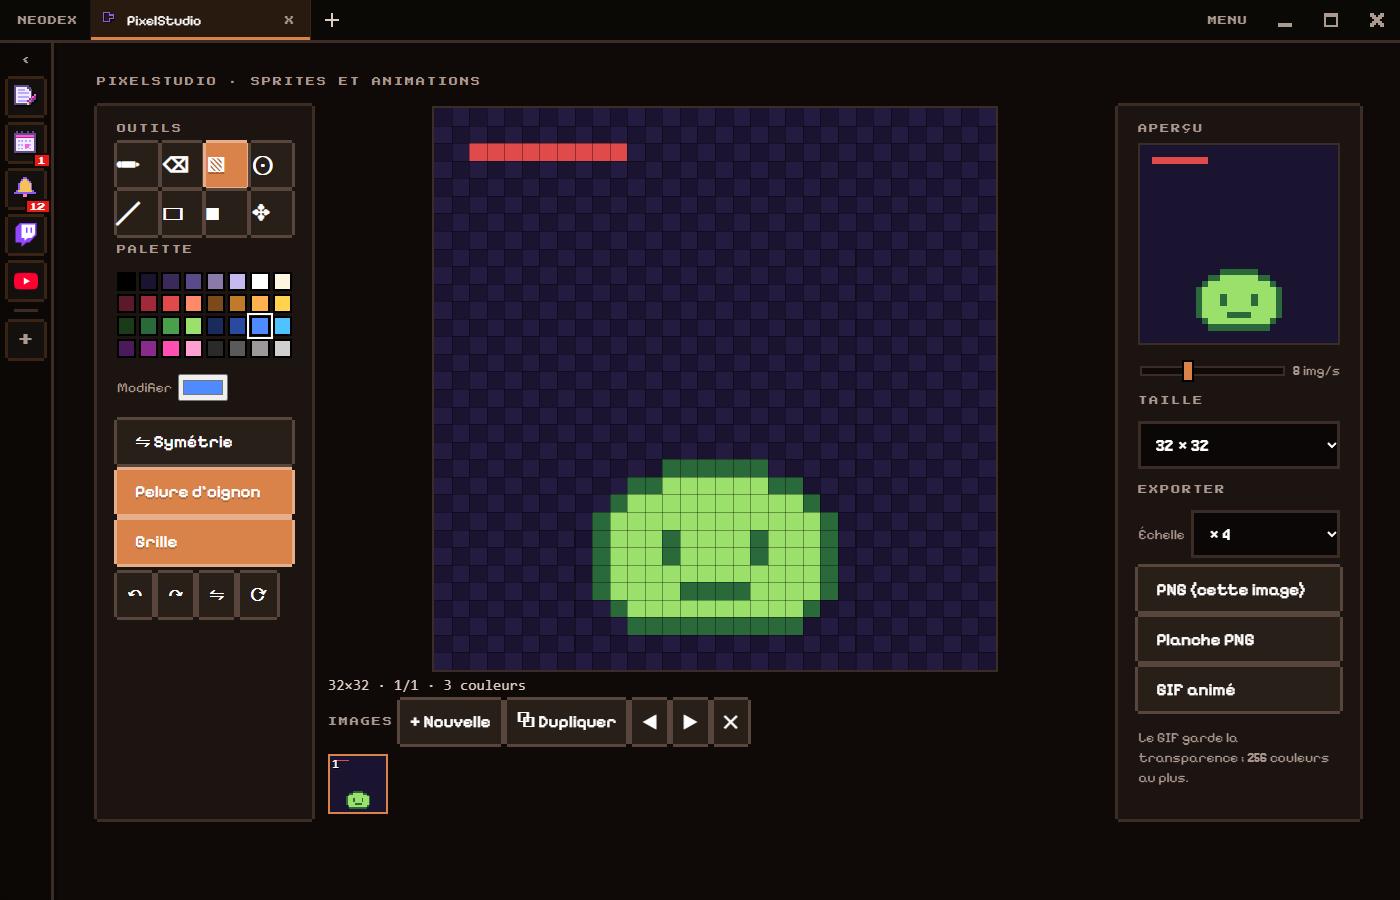 NEODEX
PixelStudio
MENU
PIXELSTUDIO · SPRITES ET ANIMATIONS
1
12
OUTILS
PALETTE
Modifier
⇋ Symétrie
Pelure d'oignon
Grille
32x32 · 1/1 · 3 couleurs
IMAGES
+ Nouvelle
Dupliquer
1
APERÇU
8 img/s
TAILLE
32 × 32
EXPORTER
Échelle
× 4
PNG (cette image)
Planche PNG
GIF animé
Le GIF garde la
transparence ; 256 couleurs
au plus.